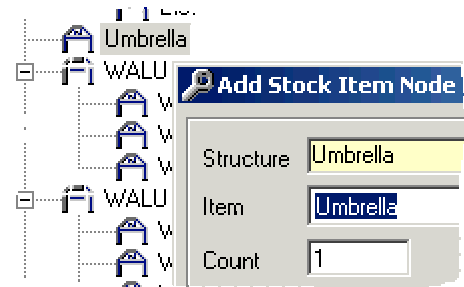 Umbrella
WALU
Add Stock Item Node
W
W
Structure Umbrella
W
Item Umbrella
WALU
W
Count 1
W